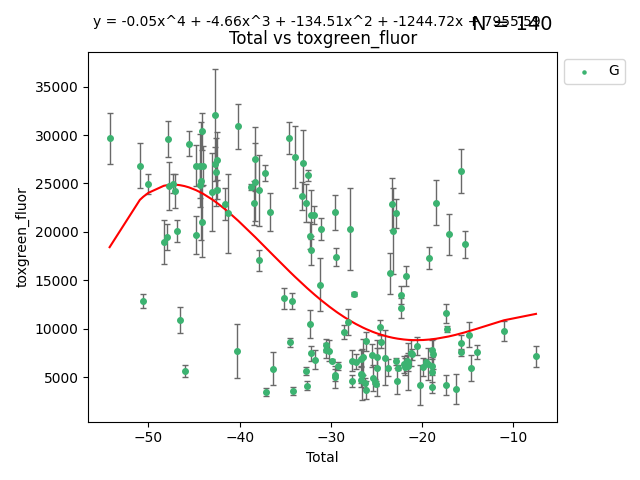 y = -0.05x^4 + -4.66x^3 + -134.51x^2 + -1244.72x + 7955.59
N = 140
Total vs toxgreen_fluor
G
35000
30000
25000
20000
15000
10000
5000
toxgreen_fluor
−50 −40 −30 −20 −10
Total